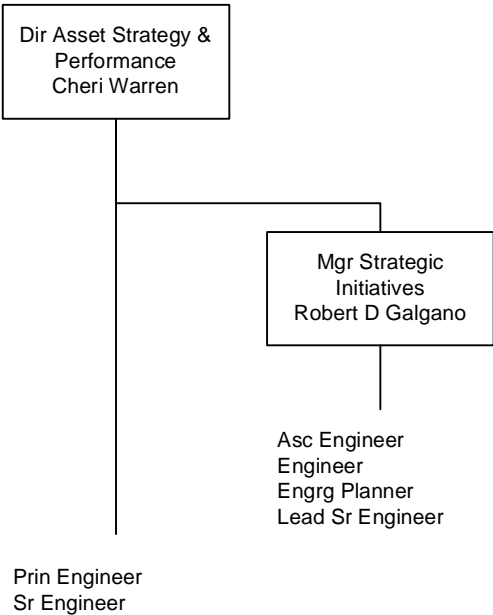 Dir Asset Strategy &
Performance
Cheri Warren
Mgr Strategic
Initiatives
Robert D Galgano
Asc Engineer
Engineer
Engrg Planner
Lead Sr Engineer
Prin Engineer
Sr Engineer